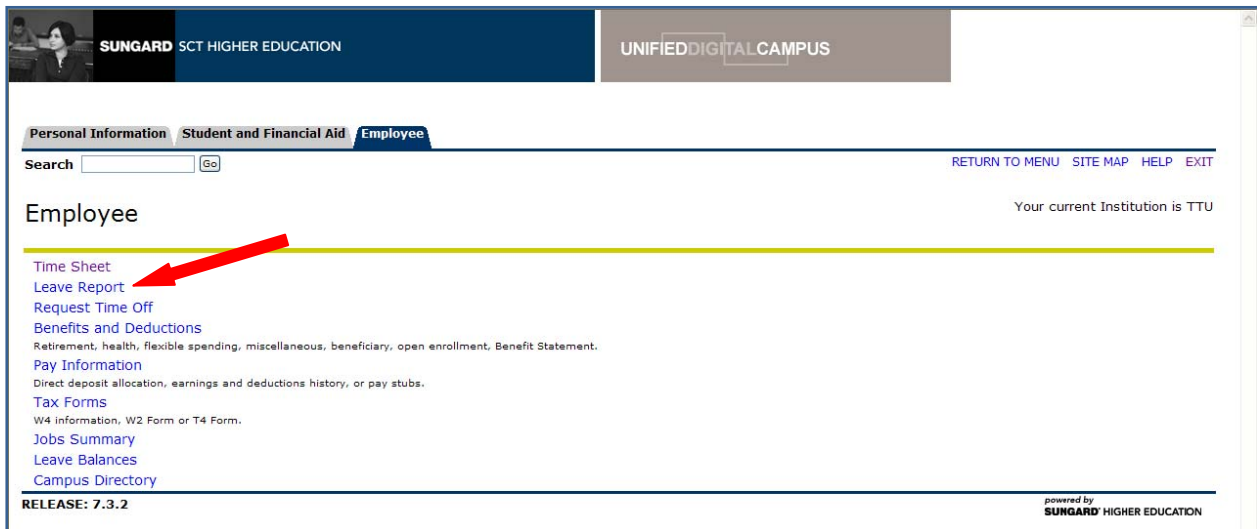 SUNGARD SCT HIGHER EDUCATION
UNIFIEDDIGITALCAMPUS
Personal Information Student and Financial Aid Employee
Search Go RETURN TO MENU SITE MAP HELP EXIT
Employee Your current Institution is TTU
Time Sheet
Leave Report
Request Time Off
Benefits and Deductions
Retirement, health, flexible spending, miscellaneous, beneficiary, open enrollment, Benefit Statement.
Pay Information
Direct deposit allocation, earnings and deductions history, or pay stubs.
Tax Forms
W4 information, W2 Form or T4 Form.
Jobs Summary
Leave Balances
Campus Directory
RELEASE: 7.3.2 powered by
SUNGARD HIGHER EDUCATION